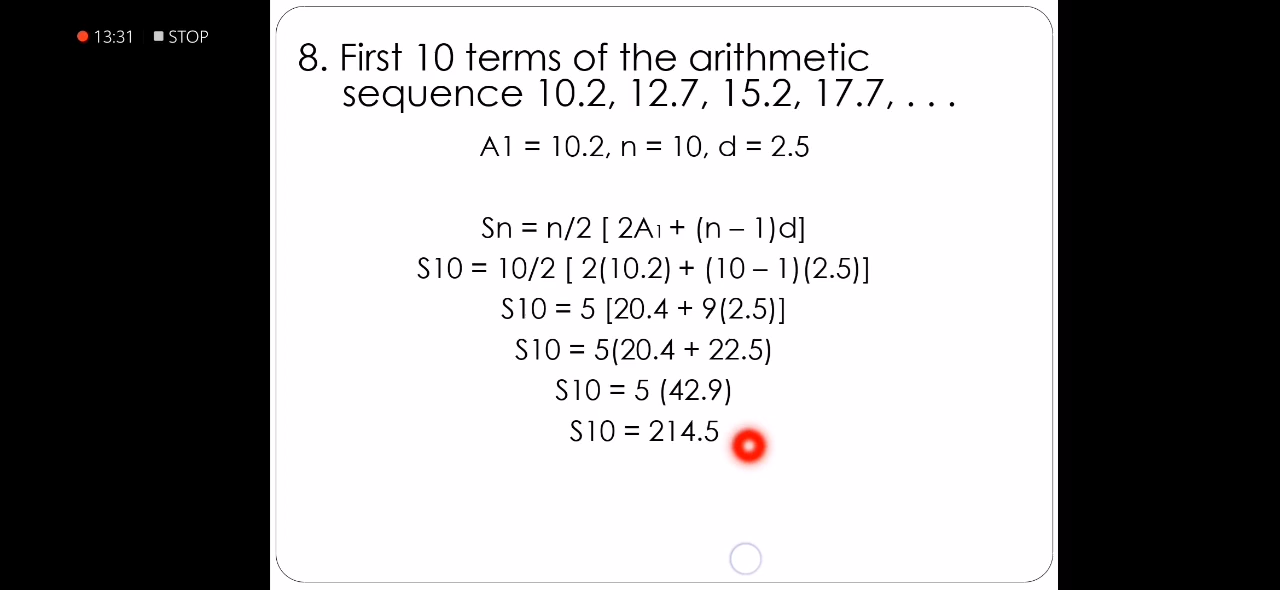 13:31 STOP
8. First 10 terms of the arithmetic
sequence 10.2, 12.7, 15.2, 17.7, . . .
A1 = 10.2, n = 10, d = 2.5
Sn = n/2 [ 2A₁ + (n – 1)d]
S10 = 10/2 [ 2(10.2) + (10 – 1)(2.5)]
S10 = 5 [20.4 + 9(2.5)]
S10 = 5(20.4 + 22.5)
S10 = 5 (42.9)
S10 = 214.5